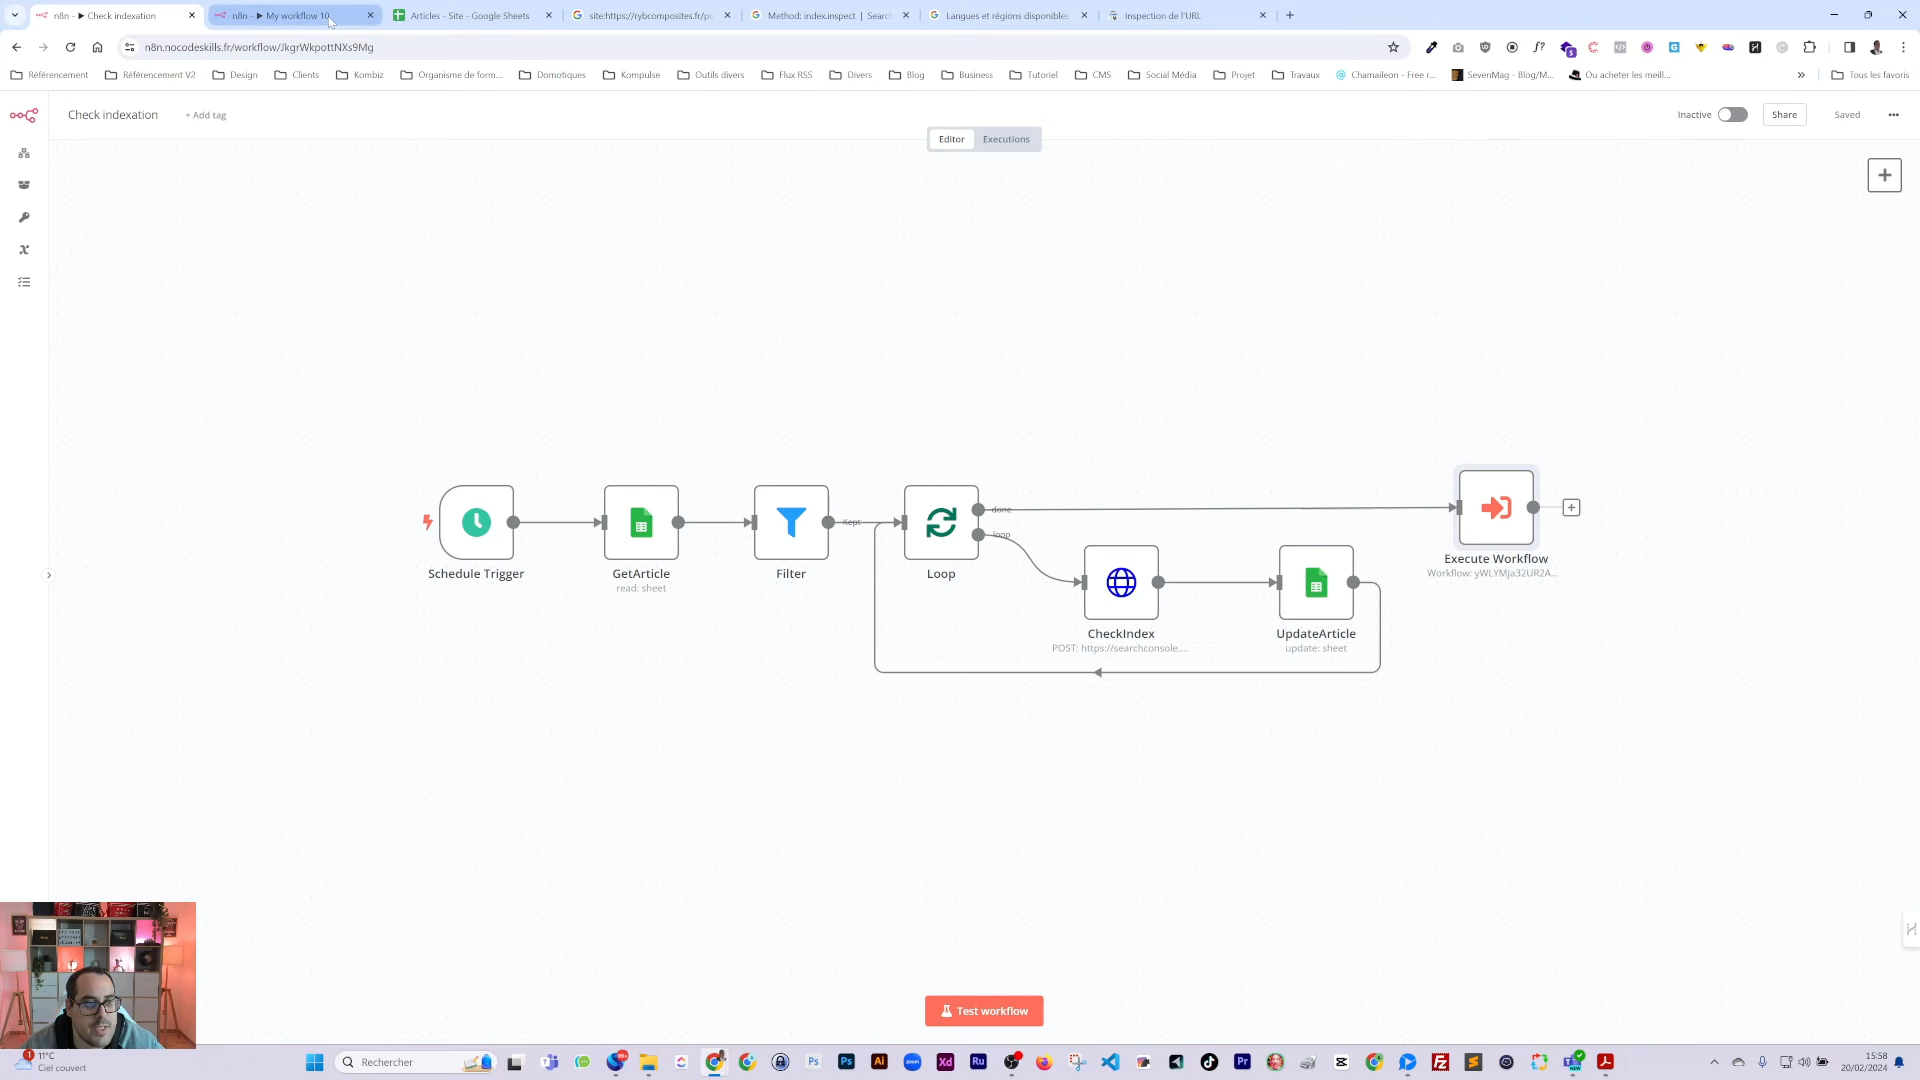 n8n - ▶ Check indexation
n8n - ▶ My workflow 10
Articles - Site - Google Sheets
site:https://rybcomposites.fr/po
Method: index.inspect | Search
Langues et régions disponibles
Inspection de l'URL
n8n.nocodeskills.fr/workflow/JkgrWkpottNXs9Mg
Référencement
Référencement V2
Design
Clients
Kombiz
Organisme de form...
Domotiques
Kompulse
Outils divers
Flux RSS
Divers
Blog
Business
Tutoriel
CMS
Social Média
Projet
Travaux
Chamaileon - Free r...
SevenMag - Blog/M...
Ou acheter les meill...
»
Tous les favoris
Check indexation
+ Add tag
Inactive
Share
Saved
Editor
Executions
Kept
done
loop
Schedule Trigger
GetArticle
read: sheet
Filter
Loop
CheckIndex
POST: https://searchconsole....
UpdateArticle
update: sheet
Execute Workflow
Workflow: yWLYMJa32UR2A...
Test workflow
11°C
Ciel couvert
Rechercher
15:58
20/02/2024